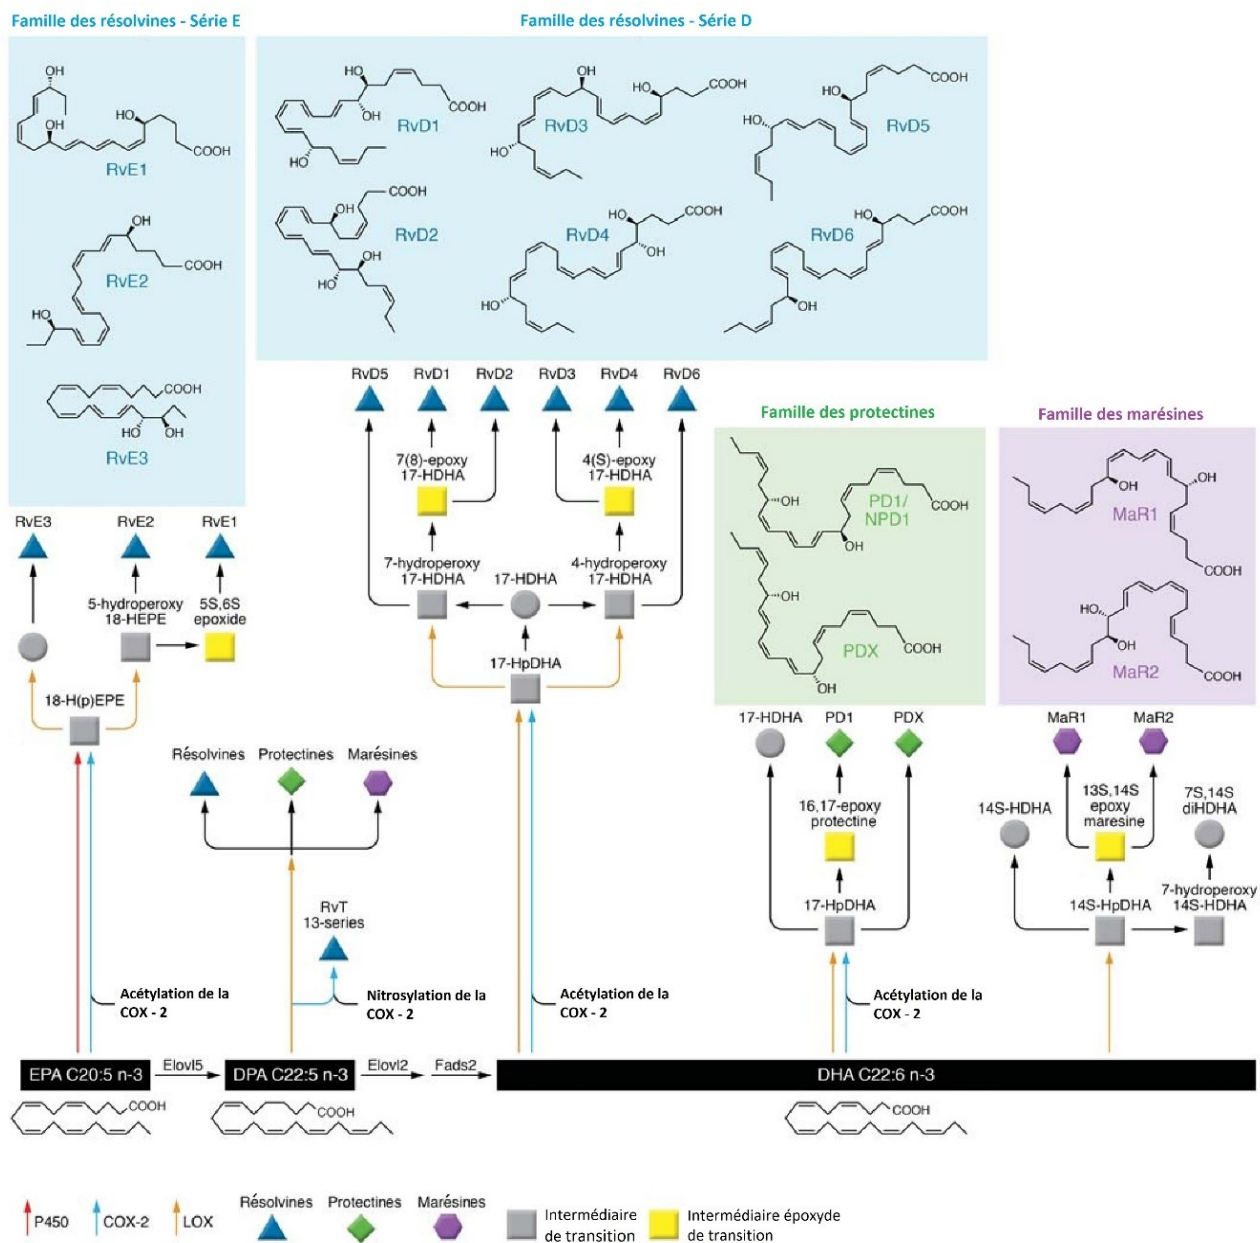 Famille des résolvines - Série E
Famille des résolvines - Série D
OH
OH
HO
COOH
RvE1
OH
COOH
RvE2
HO
COOH
HO
OH
RvE3
HO
OH
COOH
RvD1
HO
COOH
OH
RvD2
OH
HO
OH
HO
COOH
RvD3
HO
HO
COOH
RvD4
OH
HO
COOH
HO
RvD5
HO
HO
COOH
RvD6
OH
RvD5
RvD1
RvD2
RvD3
RvD4
RvD6
7(8)-epoxy
17-HDHA
4(S)-epoxy
17-HDHA
7-hydroperoxy
17-HDHA
17-HDHA
4-hydroperoxy
17-HDHA
17-HpDHA
RvE3
RvE2
RvE1
5-hydroperoxy
18-HEPE
5S,6S
epoxide
18-H(p)EPE
Famille des protectines
OH
PD1/
NPD1
COOH
OH
OH
PDX
COOH
OH
Famille des marésines
OH
OH
MaR1
COOH
HO
OH
MaR2
COOH
17-HDHA
PD1
PDX
16,17-epoxy
protectine
17-HpDHA
MaR1
MaR2
14S-HDHA
13S,14S
epoxy
maresine
7S,14S
diHDHA
14S-HpDHA
7-hydroperoxy
14S-HDHA
Résolvines
Protectines
Marésines
RvT
13-series
Acétylation de la
COX - 2
Nitrosylation de la
COX - 2
Acétylation de la
COX - 2
Acétylation de la
COX - 2
EPA C20:5 n-3
Elovl5
DPA C22:5 n-3
Elovl2
Fads2
DHA C22:6 n-3
COOH
COOH
COOH
P450
COX-2
LOX
Résolvines
Protectines
Marésines
Intermédiaire
de transition
Intermédiaire époxyde
de transition